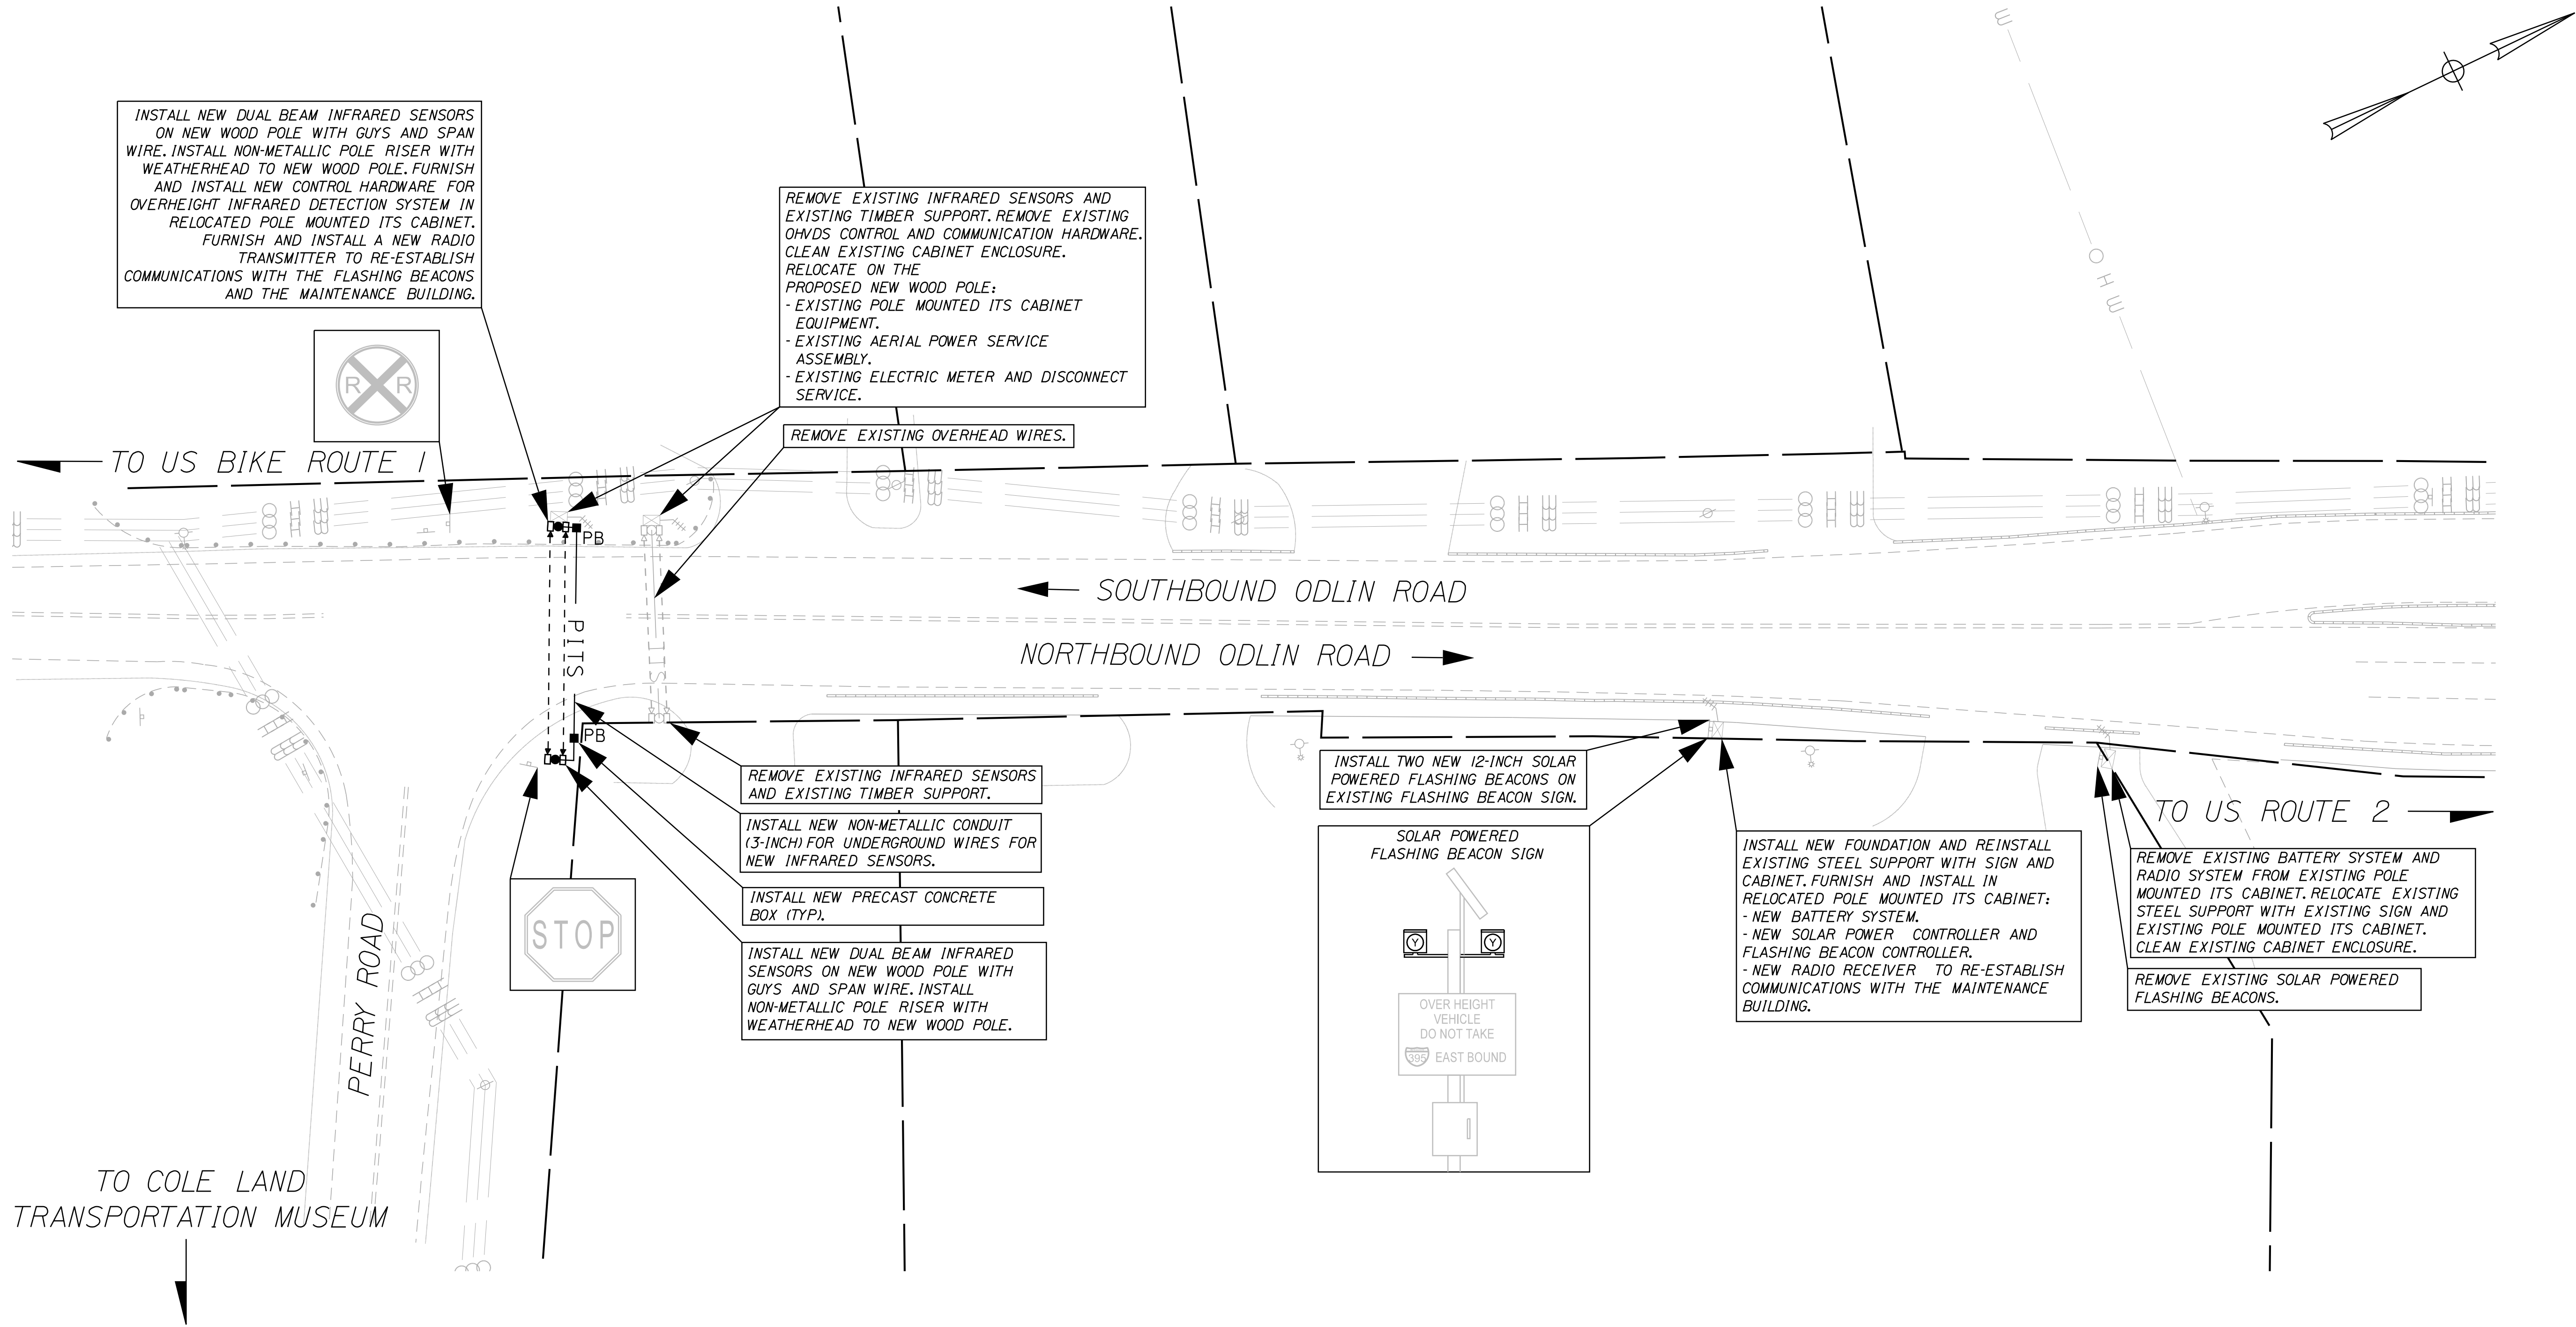 INSTALL NEW DUAL BEAM INFRARED SENSORS
ON NEW WOOD POLE WITH GUYS AND SPAN
WIRE. INSTALL NON-METALLIC POLE RISER WITH
WEATHERHEAD TO NEW WOOD POLE. FURNISH
AND INSTALL NEW CONTROL HARDWARE FOR
OVERHEIGHT INFRARED DETECTION SYSTEM IN
RELOCATED POLE MOUNTED ITS CABINET.
FURNISH AND INSTALL A NEW RADIO
TRANSMITTER TO RE-ESTABLISH
COMMUNICATIONS WITH THE FLASHING BEACONS
AND THE MAINTENANCE BUILDING.
REMOVE EXISTING INFRARED SENSORS AND
EXISTING TIMBER SUPPORT. REMOVE EXISTING
OHVDS CONTROL AND COMMUNICATION HARDWARE.
CLEAN EXISTING CABINET ENCLOSURE.
RELOCATE ON THE
PROPOSED NEW WOOD POLE:
- EXISTING POLE MOUNTED ITS CABINET
EQUIPMENT.
- EXISTING AERIAL POWER SERVICE
ASSEMBLY.
- EXISTING ELECTRIC METER AND DISCONNECT
SERVICE.
OHU
R R
REMOVE EXISTING OVERHEAD WIRES.
TO US BIKE ROUTE 1
PB
SOUTHBOUND ODLIN ROAD
PITS
ITS
NORTHBOUND ODLIN ROAD
PB
REMOVE EXISTING INFRARED SENSORS
AND EXISTING TIMBER SUPPORT.
INSTALL NEW NON-METALLIC CONDUIT
(3-INCH) FOR UNDERGROUND WIRES FOR
NEW INFRARED SENSORS.
INSTALL NEW PRECAST CONCRETE
BOX (TYP).
INSTALL NEW DUAL BEAM INFRARED
SENSORS ON NEW WOOD POLE WITH
GUYS AND SPAN WIRE. INSTALL
NON-METALLIC POLE RISER WITH
WEATHERHEAD TO NEW WOOD POLE.
STOP
PERRY ROAD
TO COLE LAND
TRANSPORTATION MUSEUM
INSTALL TWO NEW 12-INCH SOLAR
POWERED FLASHING BEACONS ON
EXISTING FLASHING BEACON SIGN.
SOLAR POWERED
FLASHING BEACON SIGN
Y Y
OVER HEIGHT
VEHICLE
DO NOT TAKE
395 EAST BOUND
INSTALL NEW FOUNDATION AND REINSTALL
EXISTING STEEL SUPPORT WITH SIGN AND
CABINET. FURNISH AND INSTALL IN
RELOCATED POLE MOUNTED ITS CABINET:
- NEW BATTERY SYSTEM.
- NEW SOLAR POWER CONTROLLER AND
FLASHING BEACON CONTROLLER.
- NEW RADIO RECEIVER TO RE-ESTABLISH
COMMUNICATIONS WITH THE MAINTENANCE
BUILDING.
TO US ROUTE 2
REMOVE EXISTING BATTERY SYSTEM AND
RADIO SYSTEM FROM EXISTING POLE
MOUNTED ITS CABINET. RELOCATE EXISTING
STEEL SUPPORT WITH EXISTING SIGN AND
EXISTING POLE MOUNTED ITS CABINET.
CLEAN EXISTING CABINET ENCLOSURE.
REMOVE EXISTING SOLAR POWERED
FLASHING BEACONS.